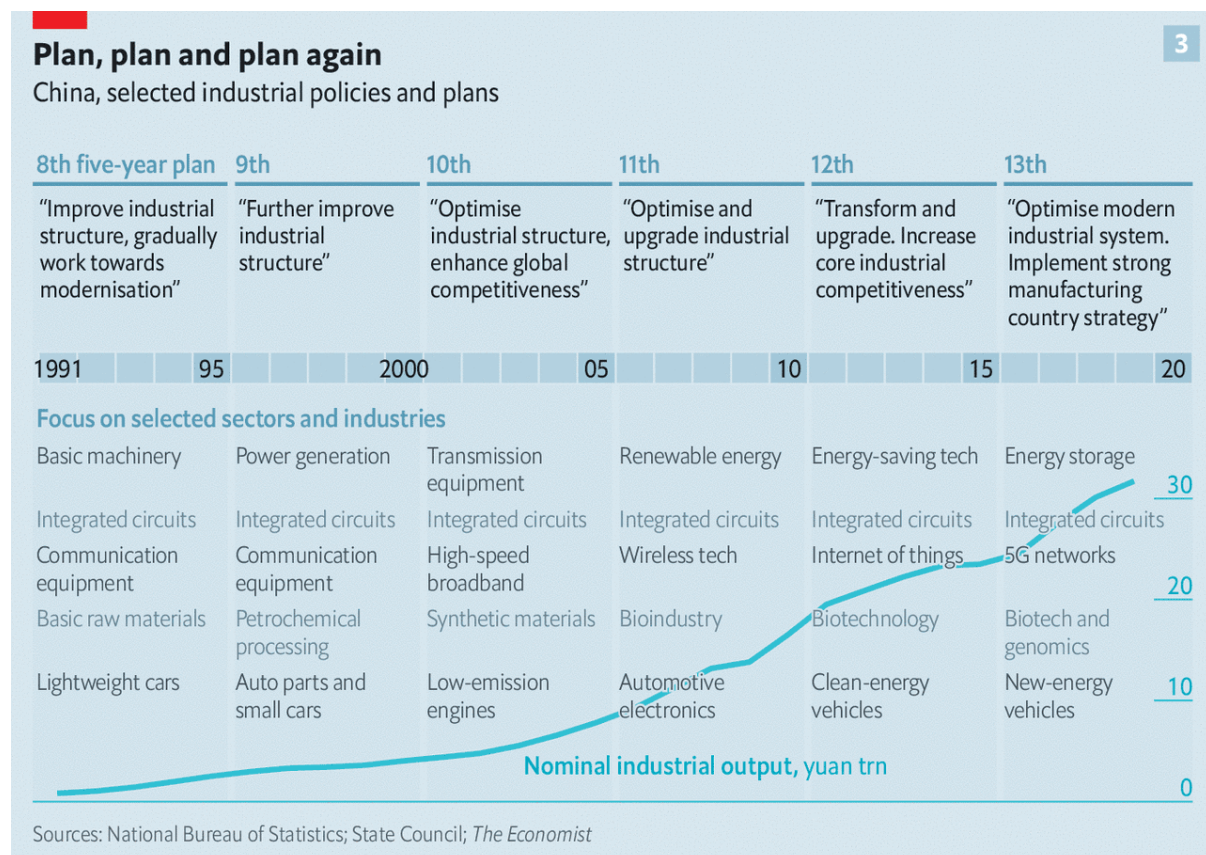 3
Plan, plan and plan again
China, selected industrial policies and plans
8th five-year plan 9th 10th 11th 12th 13th
“Improve industrial
structure, gradually
work towards
modernisation”
“Further improve
industrial
structure”
“Optimise
industrial structure,
enhance global
competitiveness”
“Optimise and
upgrade industrial
structure”
“Transform and
upgrade. Increase
core industrial
competitiveness”
“Optimise modern
industrial system.
Implement strong
manufacturing
country strategy”
1991 95 2000 05 10 15 20
Focus on selected sectors and industries
Basic machinery
Power generation
Transmission
equipment
Renewable energy
Energy-saving tech
Energy storage
30
Integrated circuits
Integrated circuits
Integrated circuits
Integrated circuits
Integrated circuits
Integrated circuits
Communication
equipment
Communication
equipment
High-speed
broadband
Wireless tech
Internet of things
5G networks
20
Basic raw materials
Petrochemical
processing
Synthetic materials
Bioindustry
Biotechnology
Biotech and
genomics
Lightweight cars
Auto parts and
small cars
Low-emission
engines
Automotive
electronics
Clean-energy
vehicles
New-energy
vehicles
10
Nominal industrial output, yuan trn
0
Sources: National Bureau of Statistics; State Council; The Economist